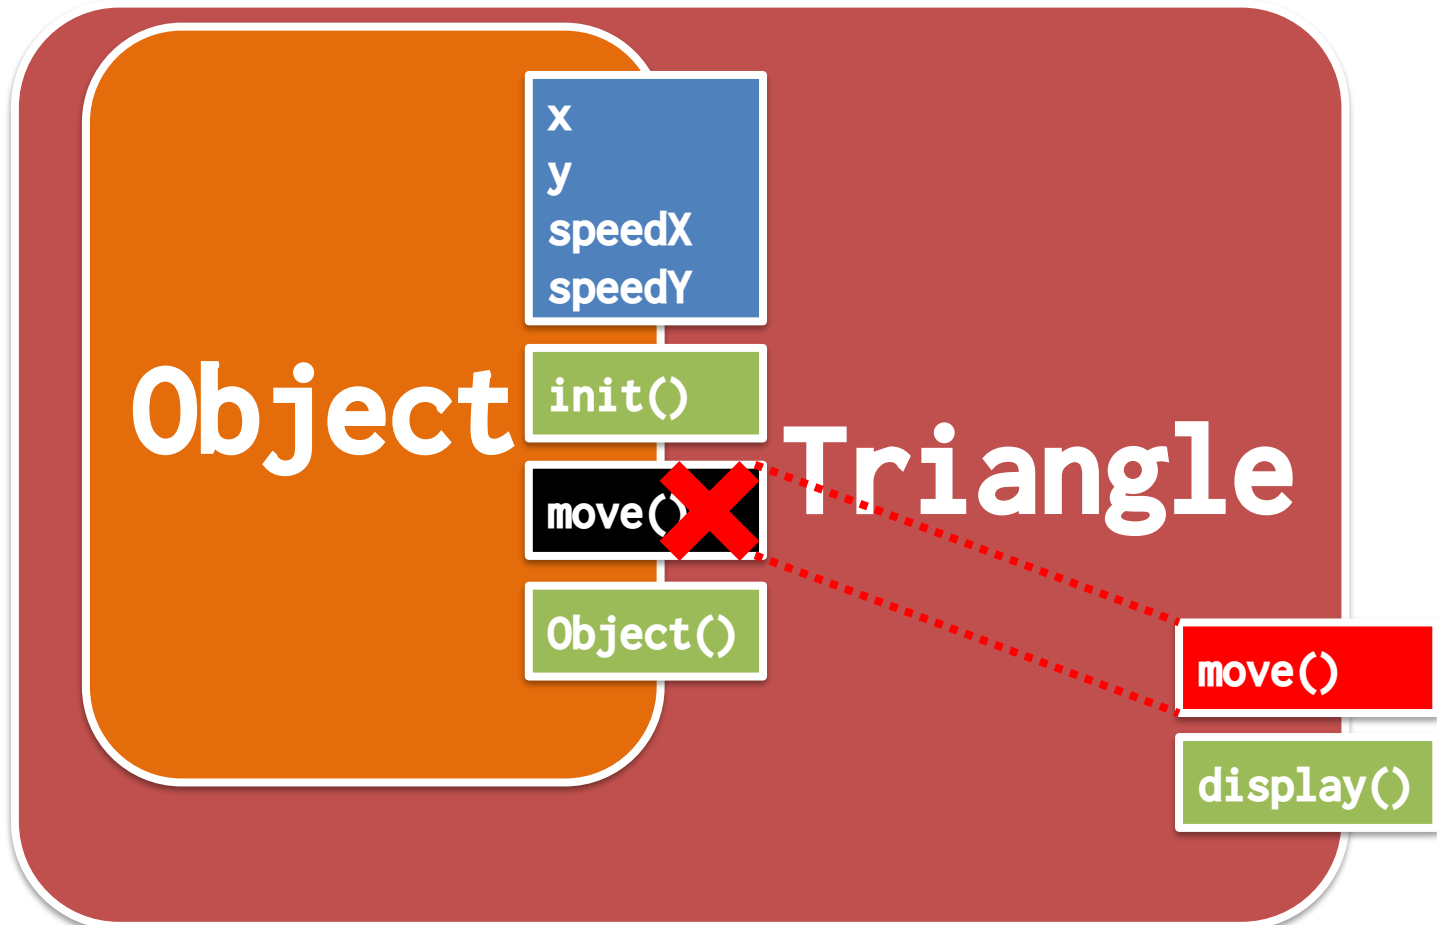 x
y
speedX
speedY
Object
init()
Triangle
move()
Object()
move()
display()